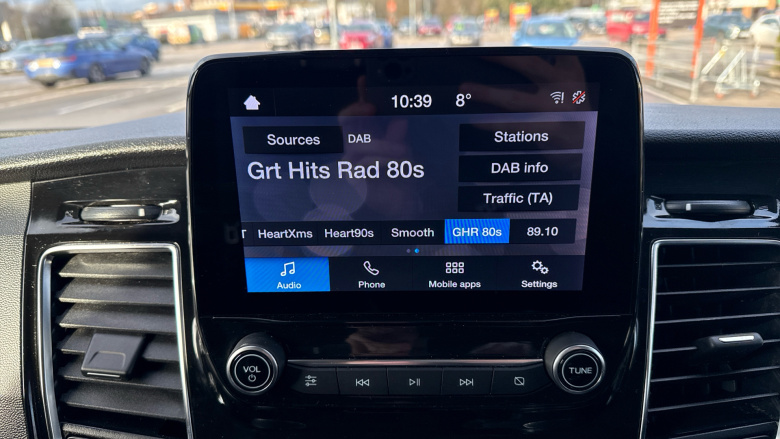 10:39 8°
Sources DAB Stations
Grt Hits Rad 80s
DAB info
Traffic (TA)
T HeartXms Heart90s Smooth GHR 80s 89.10
Audio Phone Mobile apps Settings
VOL TUNE